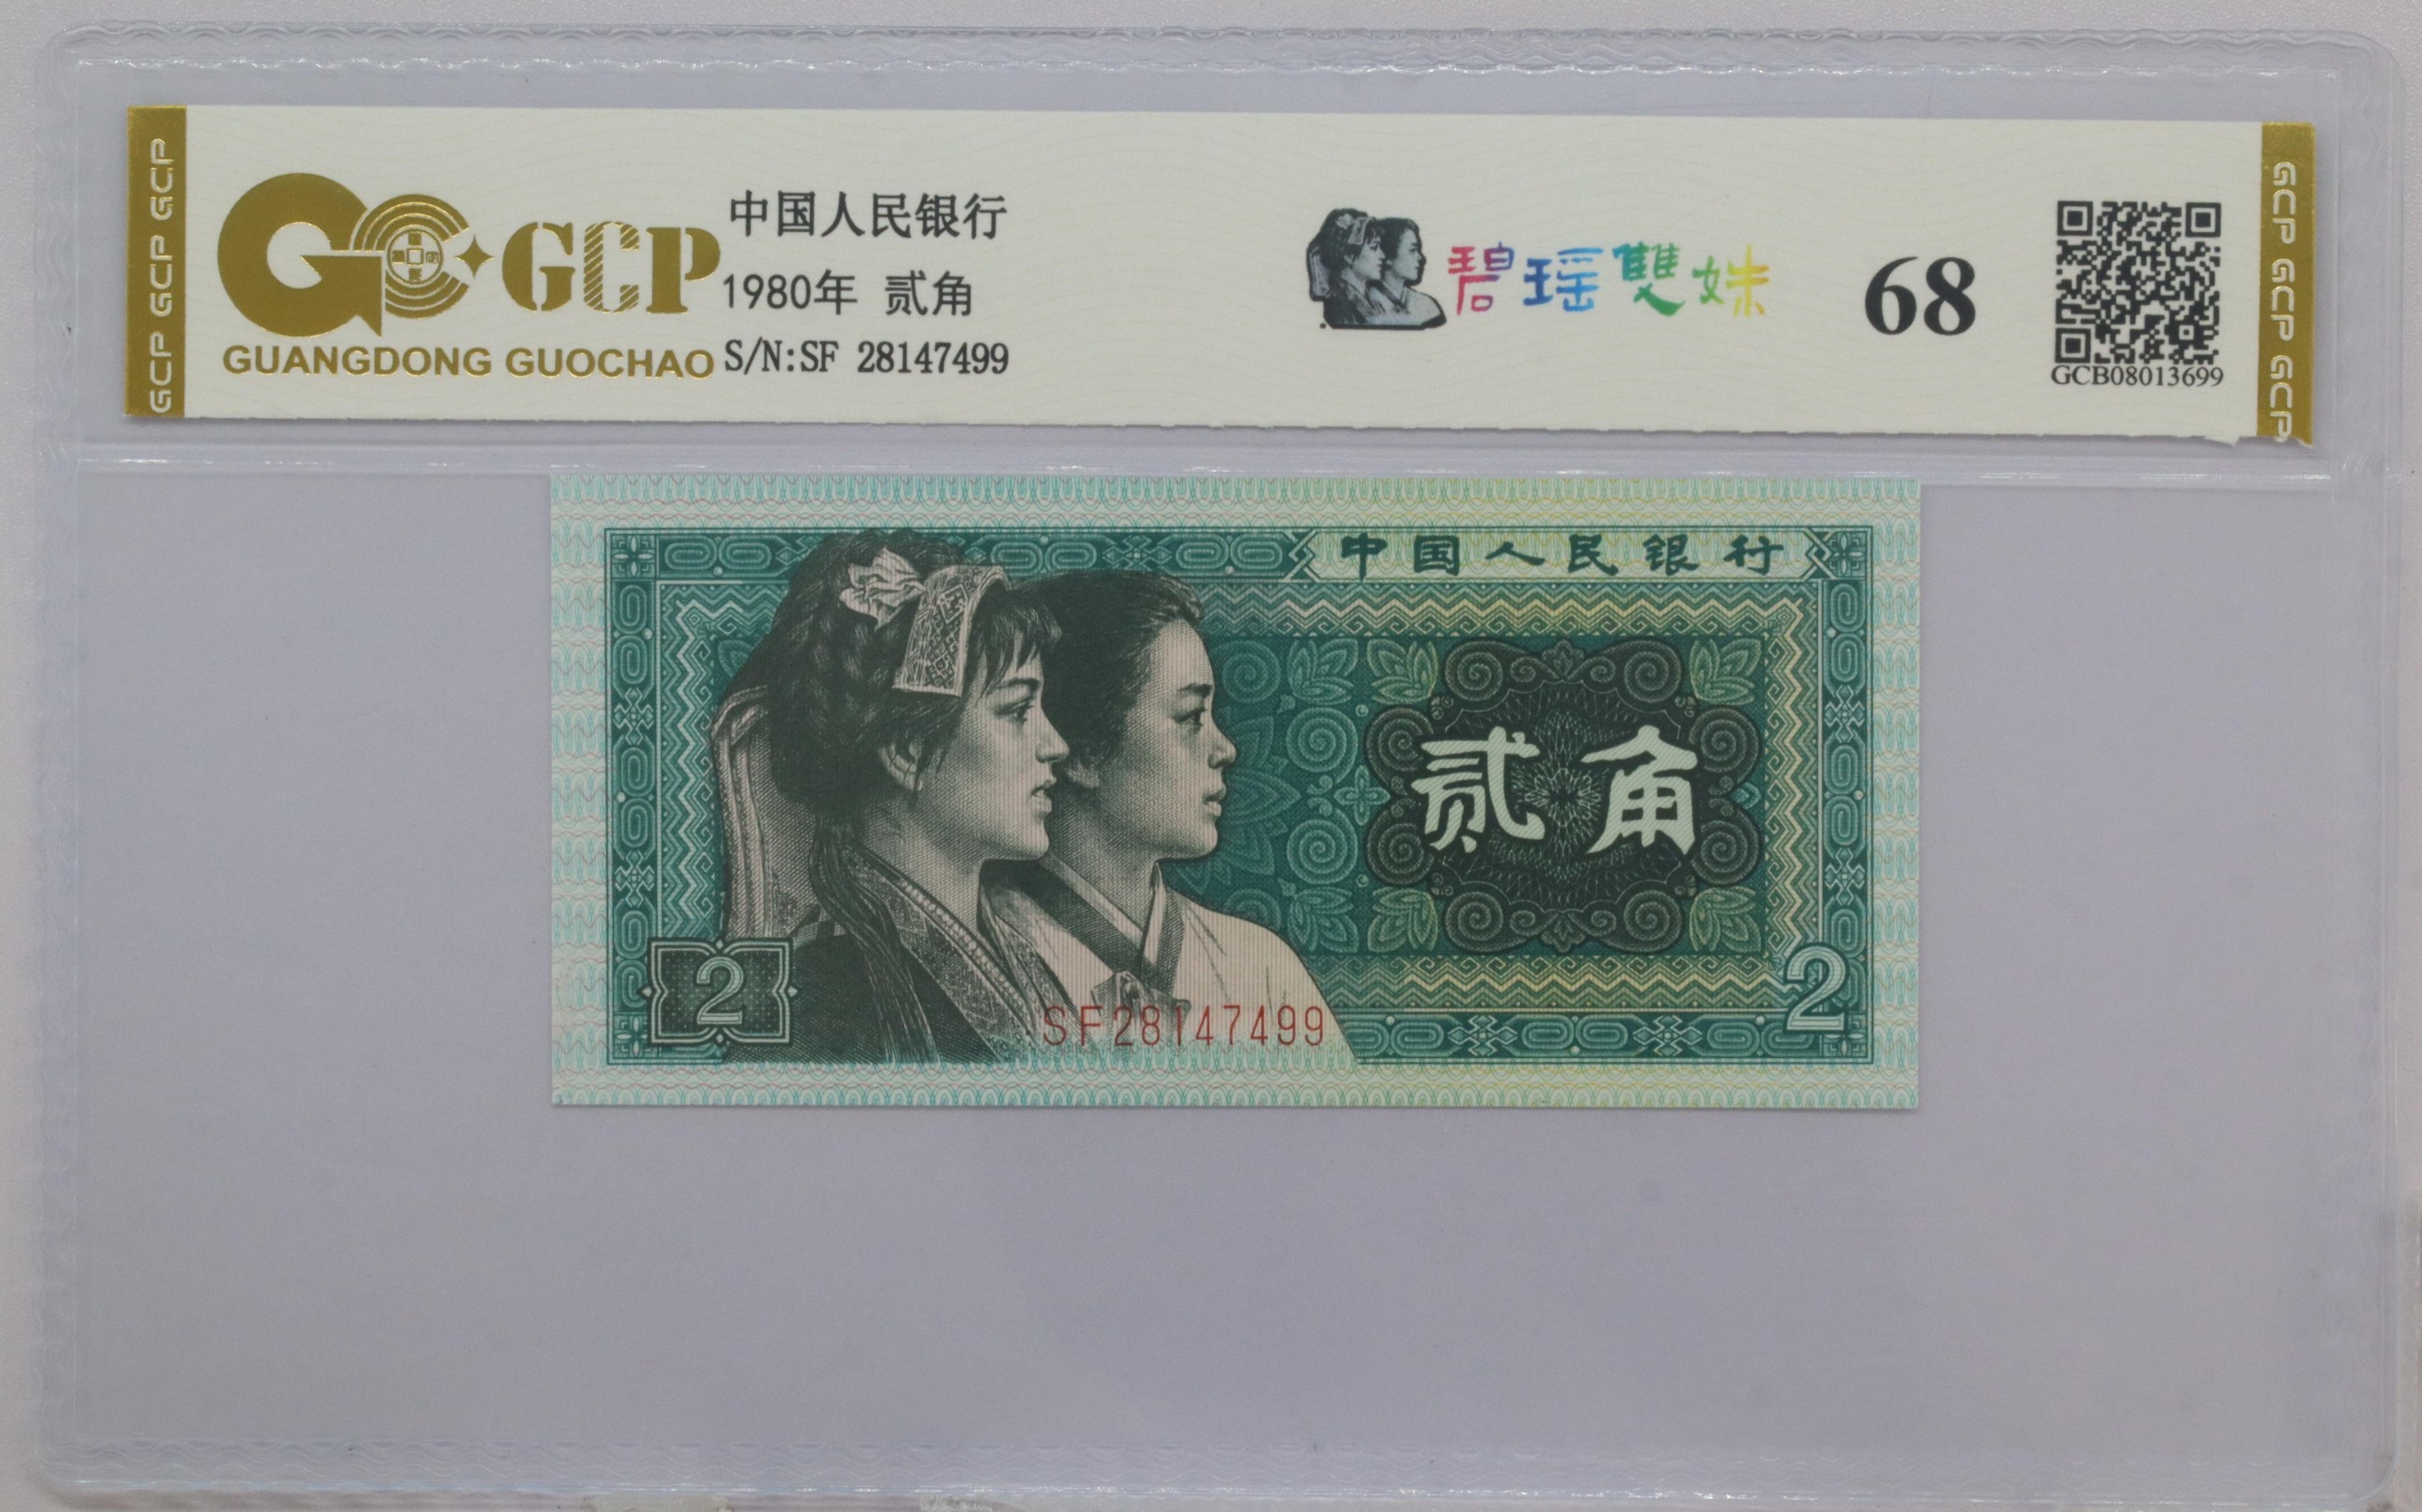 GCP GCP GCP
GCP
GUANGDONG GUOCHAO
中国人民银行
1980年 贰角
S/N:SF 28147499
碧瑶雙妹
68
GCB08013699
GCP GCP GCP
中国人民银行
贰角
2
2
SF28147499